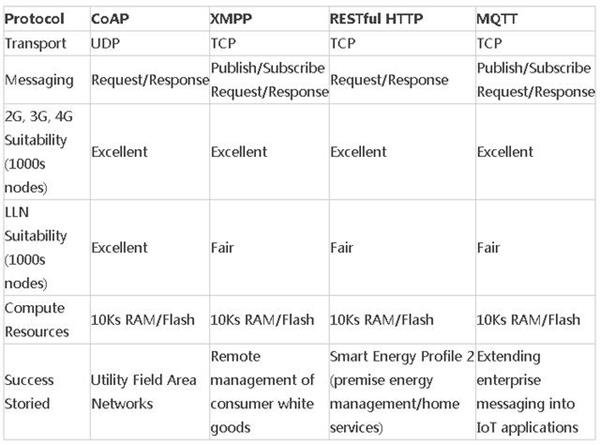 Protocol CoAP XMPP RESTful HTTP MQTT
Transport UDP TCP TCP TCP
Messaging Request/Response Publish/Subscribe Request/Response Request/Response Publish/Subscribe Request/Response
2G, 3G, 4G
Suitability
(1000s
nodes)
Excellent Excellent Excellent Excellent
LLN
Suitability
(1000s
nodes)
Excellent Fair Fair Fair
Compute
Resources
10Ks RAM/Flash 10Ks RAM/Flash 10Ks RAM/Flash 10Ks RAM/Flash
Success
Storied
Utility Field Area
Networks
Remote
management of
consumer white
goods
Smart Energy Profile 2
(premise energy
management/home
services)
Extending
enterprise
messaging into
IoT applications